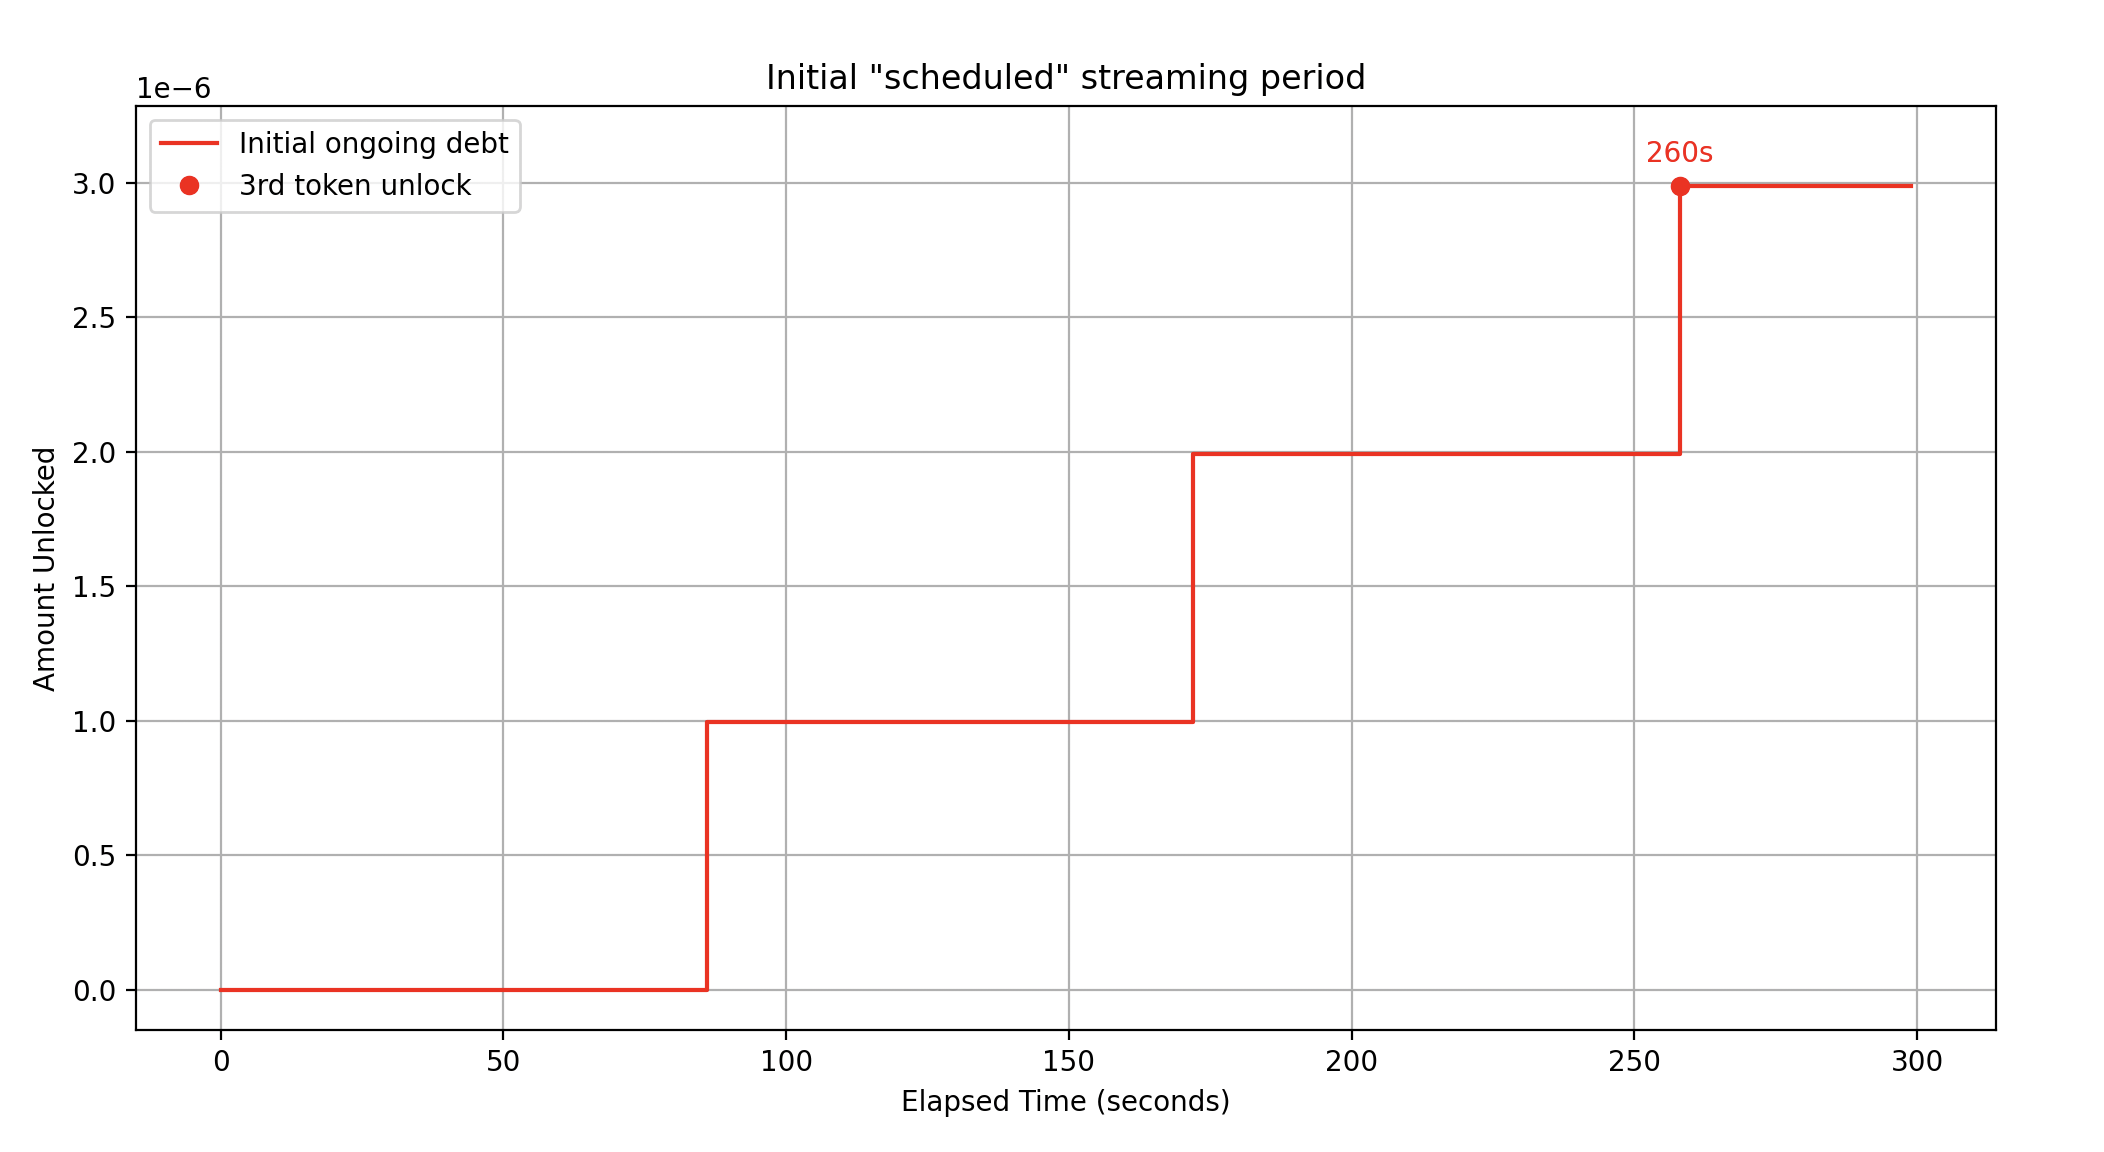 Initial "scheduled" streaming period
1e−6
Initial ongoing debt
3rd token unlock
260s
3.0
2.5
2.0
1.5
1.0
0.5
0.0
Amount Unlocked
0 50 100 150 200 250 300
Elapsed Time (seconds)